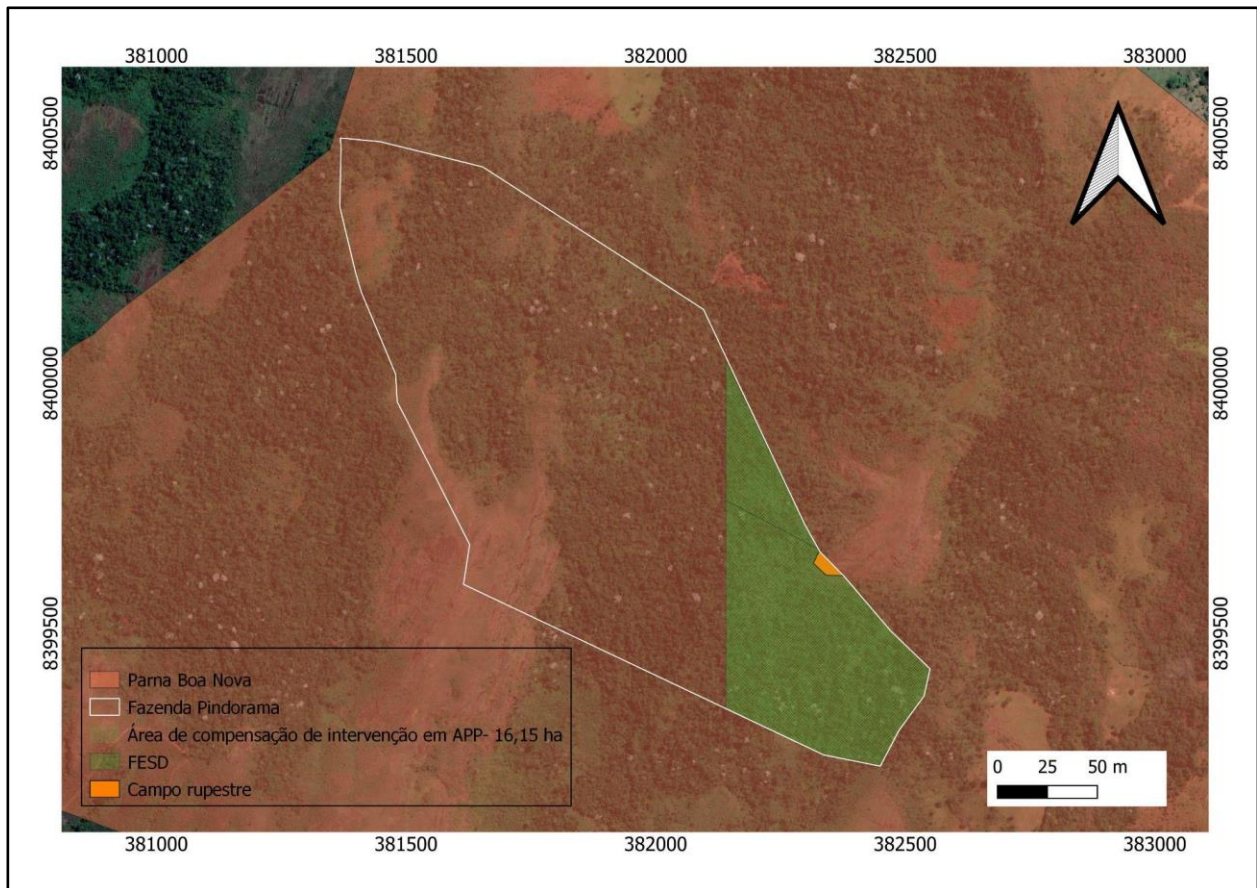 381000 381500 382000 382500 383000
8400500 8400500
8400000 8400000
8399500 8399500
Parna Boa Nova
Fazenda Pindorama
Área de compensação de intervenção em APP- 16,15 ha
FESD
Campo rupestre
0 25 50 m
381000 381500 382000 382500 383000